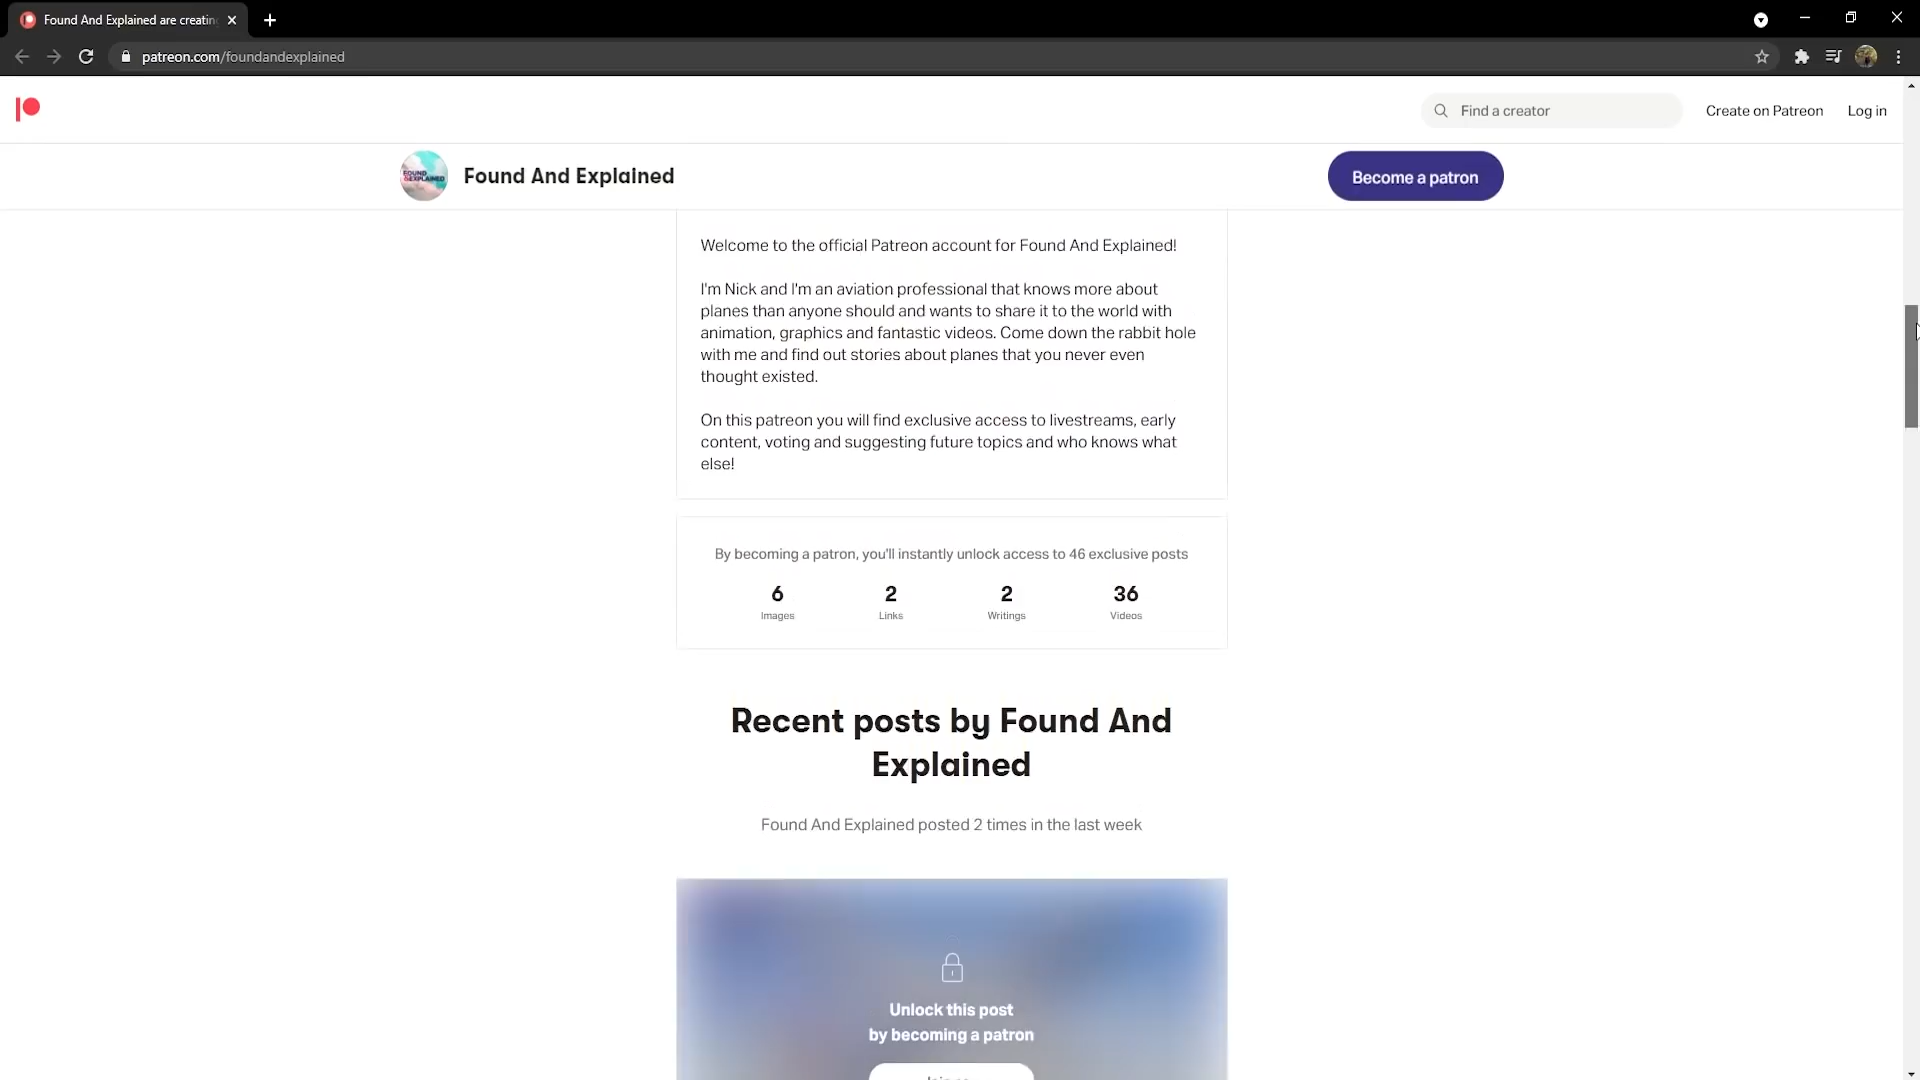 Found And Explained are creatin
patreon.com/foundandexplained
Find a creator
Create on Patreon
Log in
FOUND
&EXPLAINED
Found And Explained
Become a patron
Welcome to the official Patreon account for Found And Explained!
I'm Nick and I'm an aviation professional that knows more about
planes than anyone should and wants to share it to the world with
animation, graphics and fantastic videos. Come down the rabbit hole
with me and find out stories about planes that you never even
thought existed.
On this patreon you will find exclusive access to livestreams, early
content, voting and suggesting future topics and who knows what
else!
By becoming a patron, you'll instantly unlock access to 46 exclusive posts
6 2 2 36
Images Links Writings Videos
Recent posts by Found And
Explained
Found And Explained posted 2 times in the last week
Unlock this post
by becoming a patron